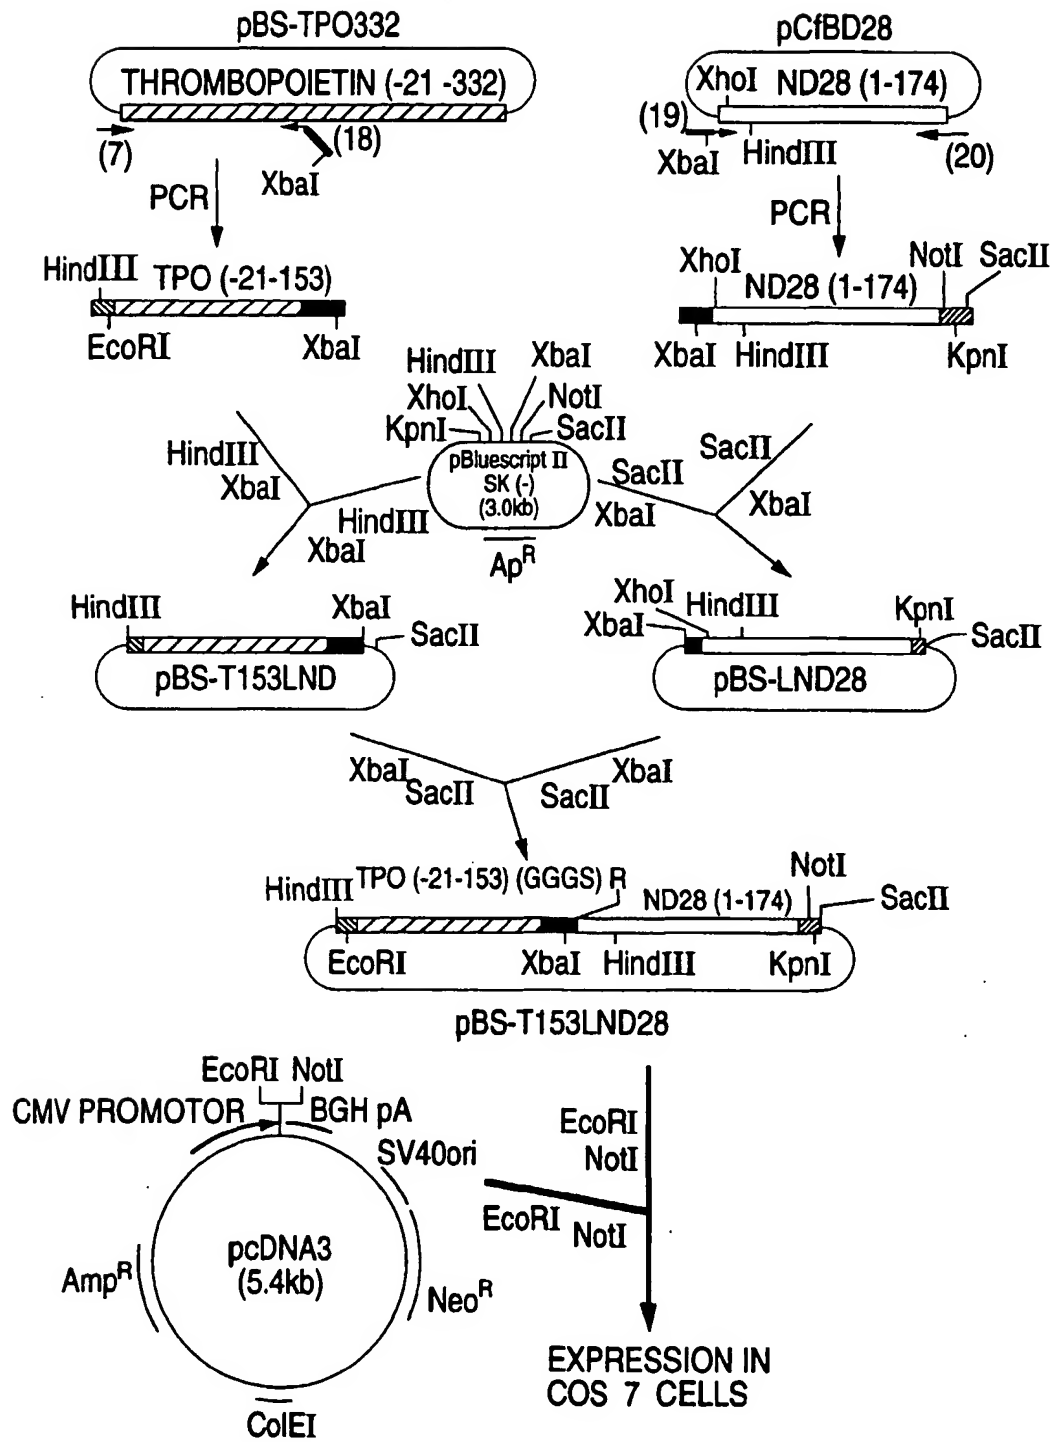 pBS-TPO332
THROMBOPOIETIN (-21 -332)
(7)
(18)
XbaI
PCR
HindIII
TPO (-21-153)
EcoRI
XbaI
pCfBD28
XhoI
ND28 (1-174)
(19)
XbaI
HindIII
(20)
PCR
XhoI
NotI
SacII
ND28 (1-174)
XbaI
HindIII
KpnI
HindIII
XbaI
XhoI
NotI
KpnI
SacII
pBluescript II
SK (-)
(3.0kb)
Ap^R
HindIII
XbaI
HindIII
XbaI
SacII
XbaI
SacII
XbaI
HindIII
XbaI
SacII
pBS-T153LND
XhoI
HindIII
XbaI
KpnI
SacII
pBS-LND28
XbaI
SacII
XbaI
SacII
HindIII
TPO (-21-153) (GGGS) R
ND28 (1-174)
NotI
SacII
EcoRI
XbaI
HindIII
KpnI
pBS-T153LND28
EcoRI NotI
CMV PROMOTOR
BGH pA
SV40ori
pcDNA3
(5.4kb)
Amp^R
Neo^R
ColEI
EcoRI
NotI
EcoRI
NotI
EXPRESSION IN
COS 7 CELLS